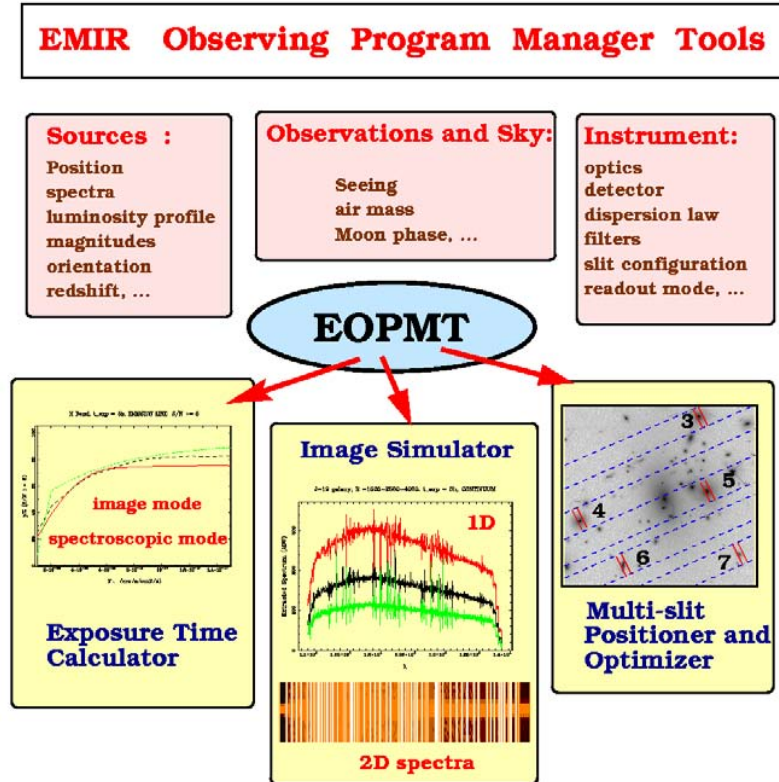 EMIR Observing Program Manager Tools
Sources :
Position
spectra
luminosity profile
magnitudes
orientation
redshift, ...
Observations and Sky:
Seeing
air mass
Moon phase, ...
Instrument:
optics
detector
dispersion law
filters
slit configuration
readout mode, ...
EOPMT
image mode
spectroscopic mode
Exposure Time
Calculator
Image Simulator
1D
2D spectra
3
4
5
6
7
Multi-slit
Positioner and
Optimizer